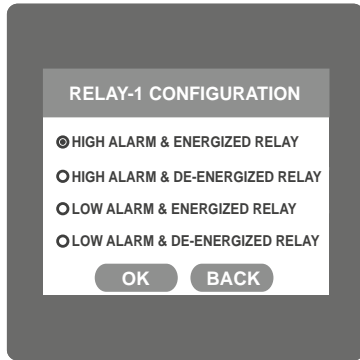 RELAY-1 CONFIGURATION
HIGH ALARM & ENERGIZED RELAY
HIGH ALARM & DE-ENERGIZED RELAY
LOW ALARM & ENERGIZED RELAY
LOW ALARM & DE-ENERGIZED RELAY
OK BACK